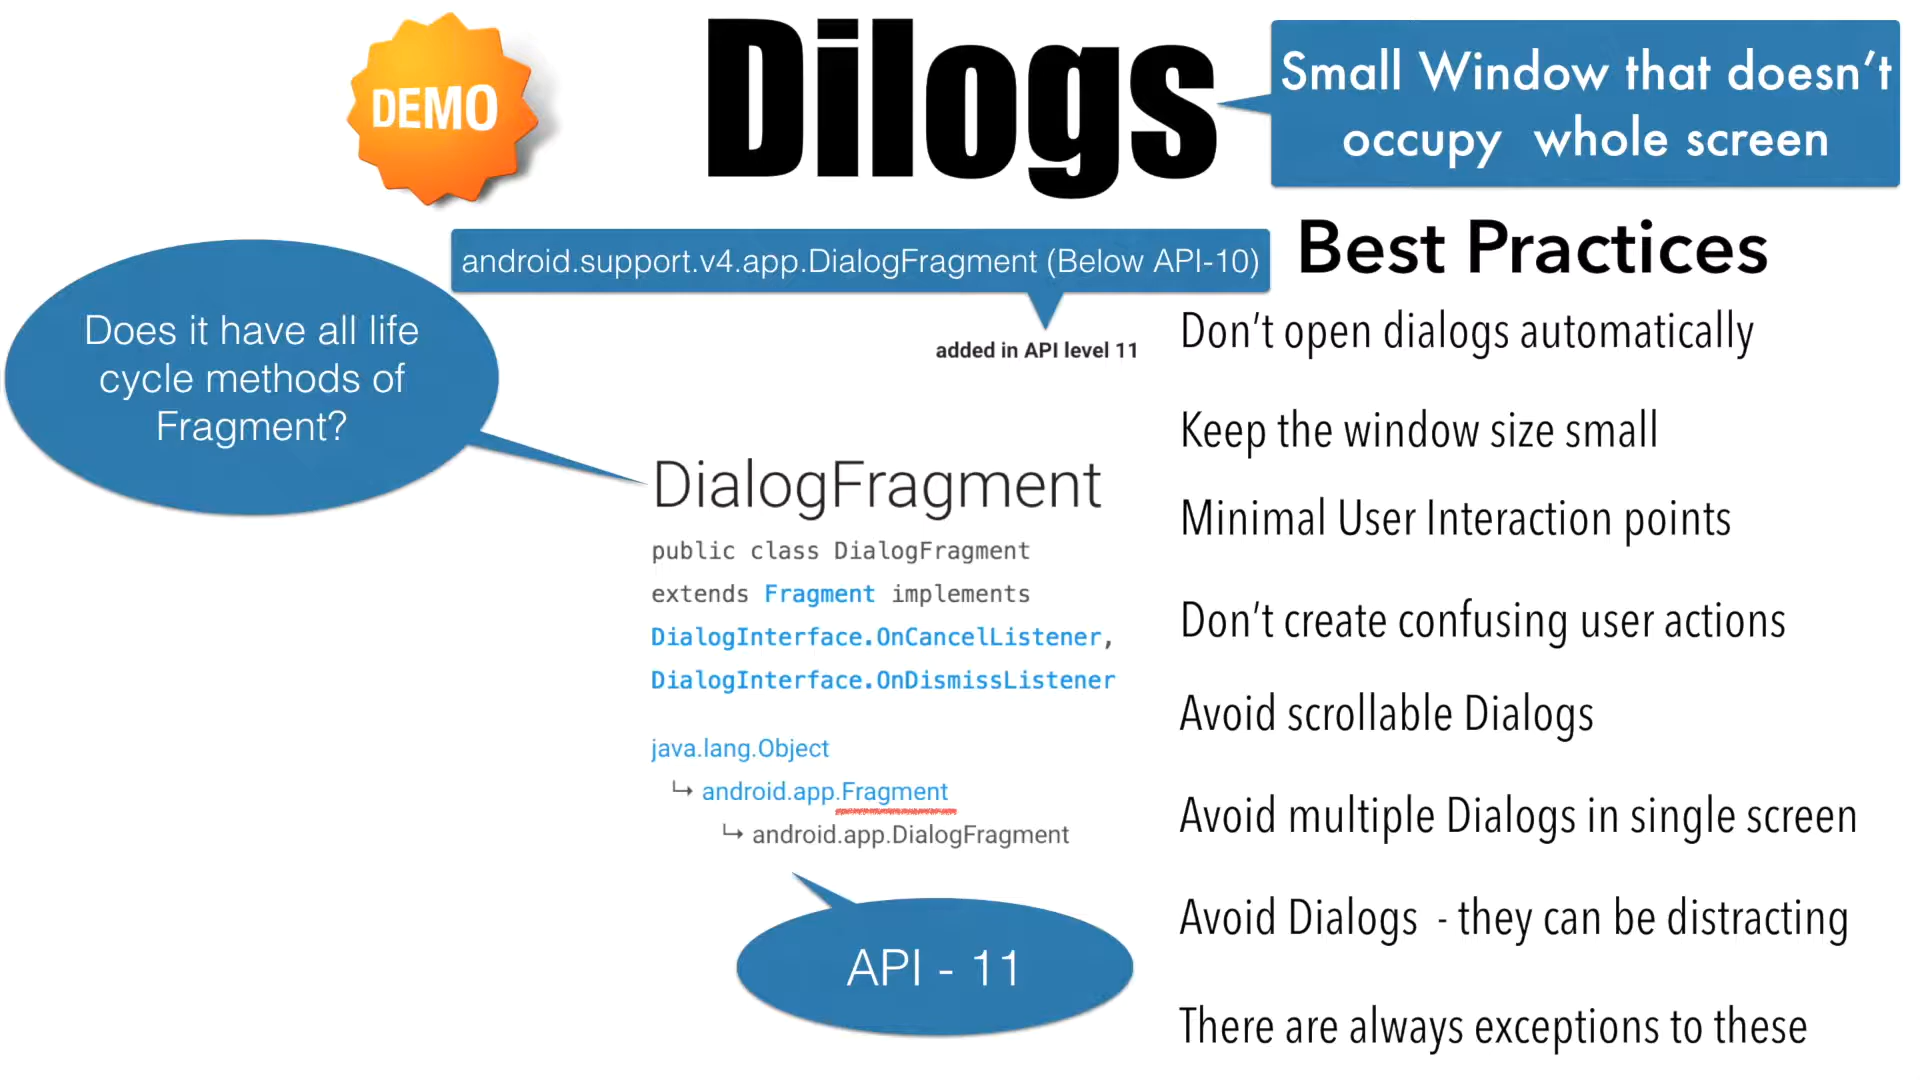 DEMO
Dilogs
Small Window that doesn't
occupy whole screen
android.support.v4.app.DialogFragment (Below API-10)
added in API level 11
Does it have all life
cycle methods of
Fragment?
DialogFragment
public class DialogFragment
extends Fragment implements
DialogInterface.OnCancelListener,
DialogInterface.OnDismissListener
java.lang.Object
↳ android.app.Fragment
↳ android.app.DialogFragment
API - 11
Best Practices
Don't open dialogs automatically
Keep the window size small
Minimal User Interaction points
Don't create confusing user actions
Avoid scrollable Dialogs
Avoid multiple Dialogs in single screen
Avoid Dialogs - they can be distracting
There are always exceptions to these